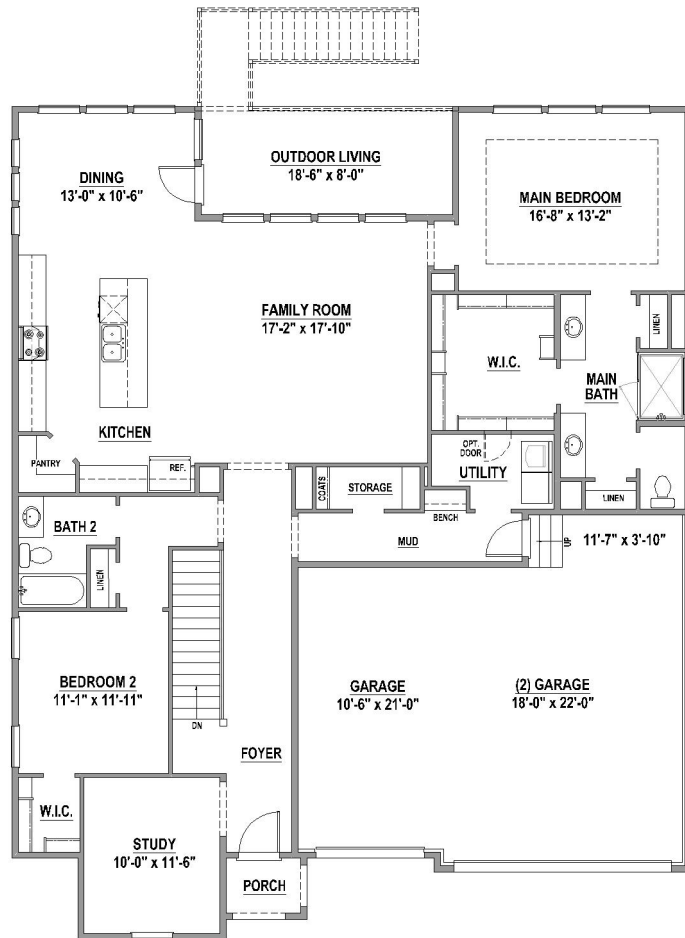 OUTDOOR LIVING
18'-6" x 8'-0"
DINING
13'-0" x 10'-6"
MAIN BEDROOM
16'-8" x 13'-2"
FAMILY ROOM
17'-2" x 17'-10"
LINEN
W.I.C.
MAIN
BATH
KITCHEN
OPT.
DOOR
PANTRY
REF.
UTILITY
COATS
STORAGE
LINEN
BENCH
BATH 2
MUD
UP
11'-7" x 3'-10"
LINEN
BEDROOM 2
11'-1" x 11'-11"
GARAGE
10'-6" x 21'-0"
(2) GARAGE
18'-0" x 22'-0"
DN
FOYER
W.I.C.
STUDY
10'-0" x 11'-6"
PORCH